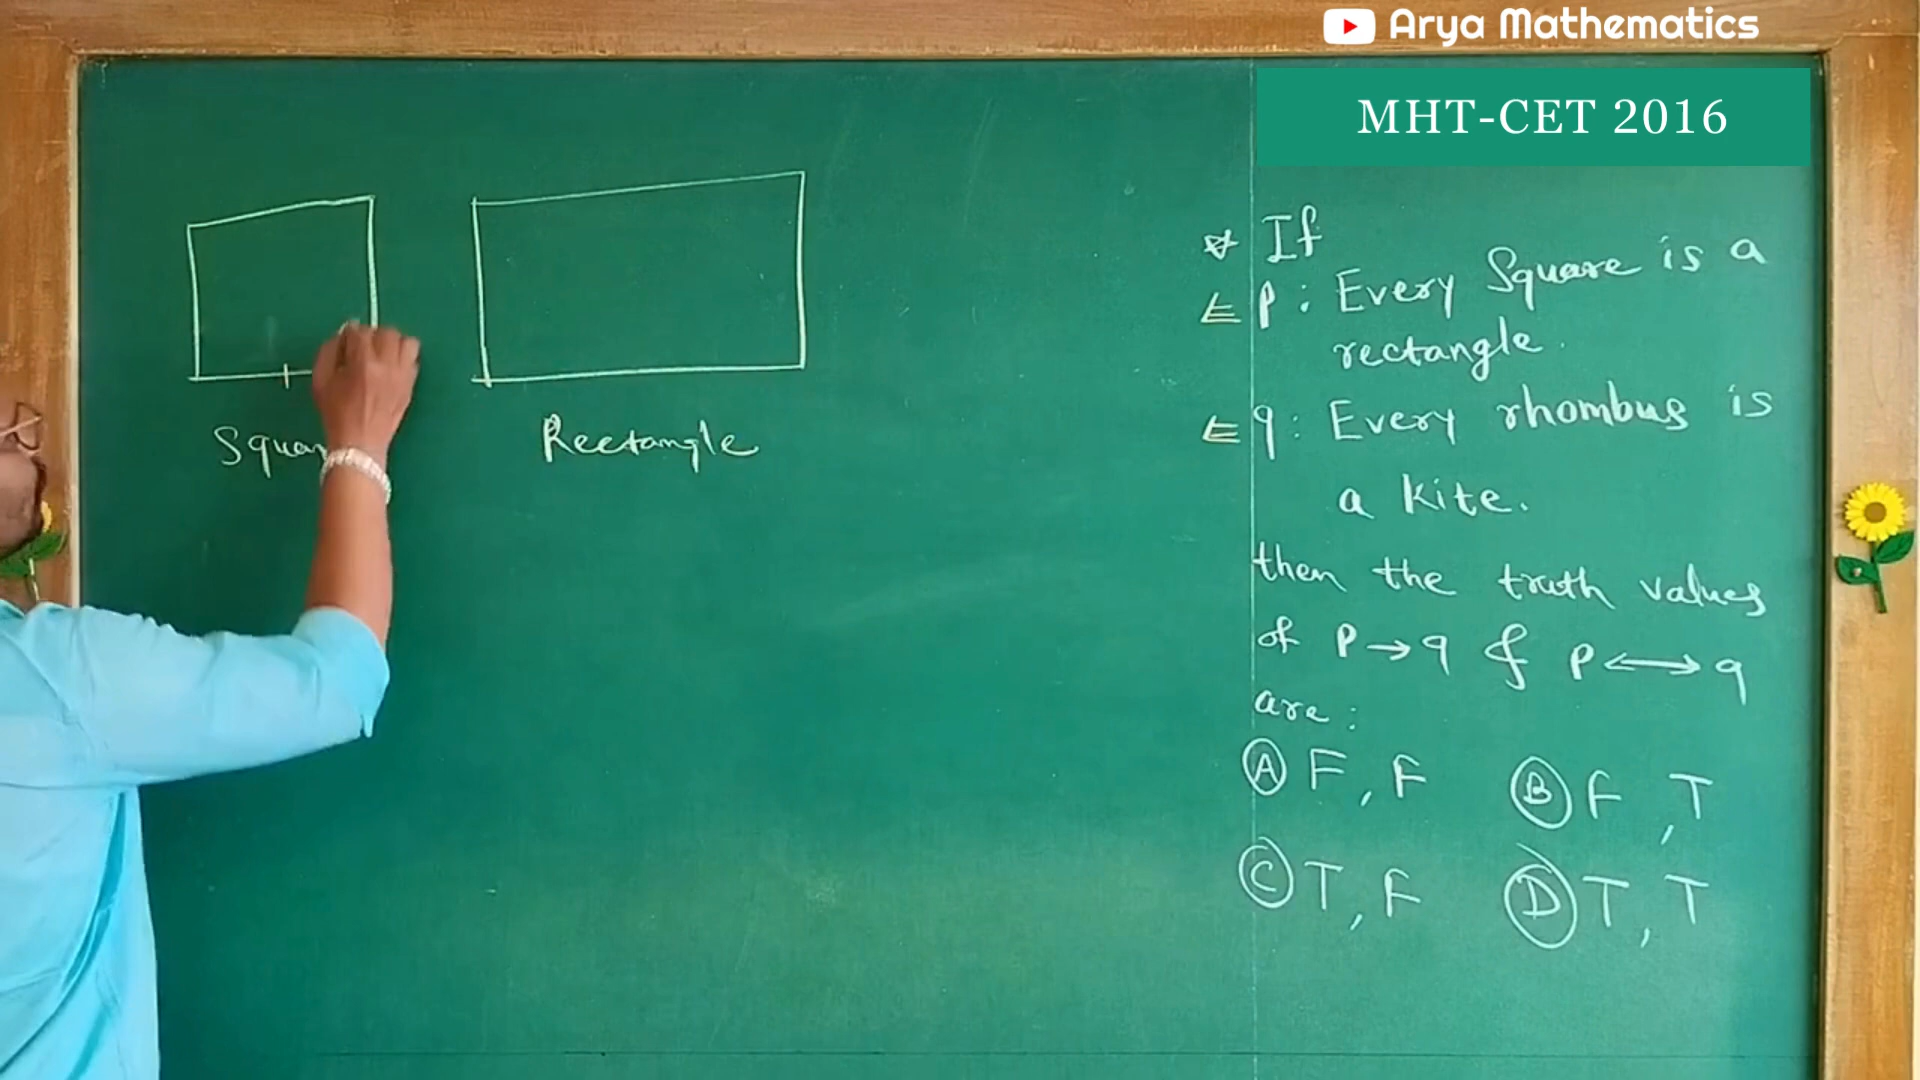 Arya Mathematics
MHT-CET 2016
If
p : Every Square is a
rectangle.
q : Every rhombus is
a kite.
then the truth values
of p → q & p ⟷ q
are :
(A) F, F (B) F, T
(C) T, F (D) T, T
Rectangle